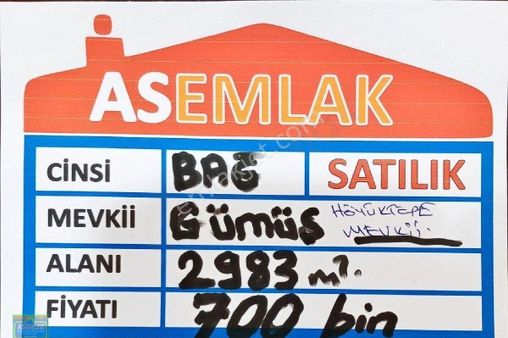 ASEMLAK
CİNSİ BAĞ SATILIK
MEVKİİ GÜMÜŞ HÖYÜKTEPE
MEVKİİ.
ALANI 2983 m².
FİYATI 700 bin